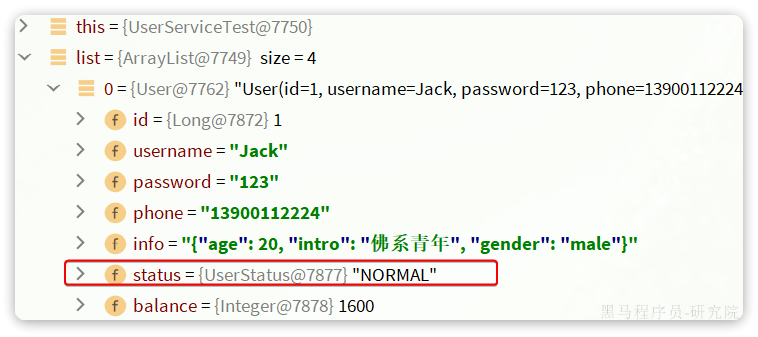 this = {UserServiceTest@7750}
list = {ArrayList@7749} size = 4
0 = {User@7762} "User(id=1, username=Jack, password=123, phone=13900112224
f id = {Long@7872} 1
f username = "Jack"
f password = "123"
f phone = "13900112224"
f info = "{"age": 20, "intro": "佛系青年", "gender": "male"}"
f status = {UserStatus@7877} "NORMAL"
f balance = {Integer@7878} 1600
黑马程序员-研究院